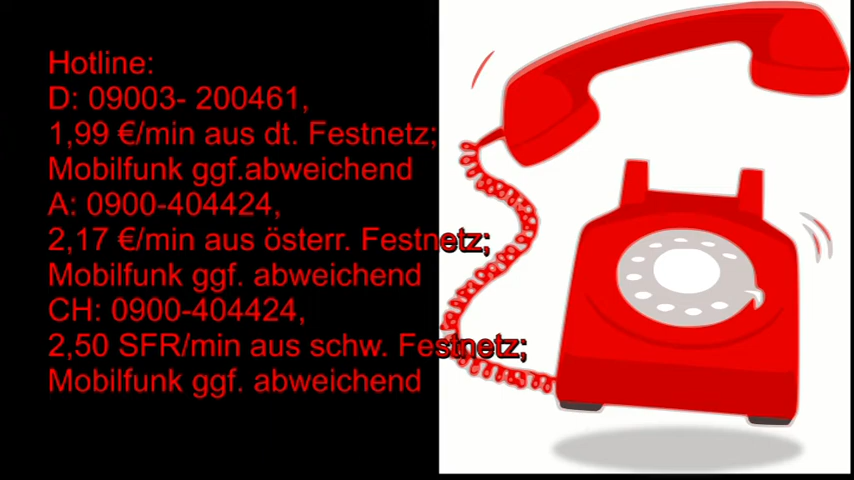 Hotline:
D: 09003- 200461,
1,99 €/min aus dt. Festnetz;
Mobilfunk ggf.abweichend
A: 0900-404424,
2,17 €/min aus österr. Festnetz;
Mobilfunk ggf. abweichend
CH: 0900-404424,
2,50 SFR/min aus schw. Festnetz;
Mobilfunk ggf. abweichend